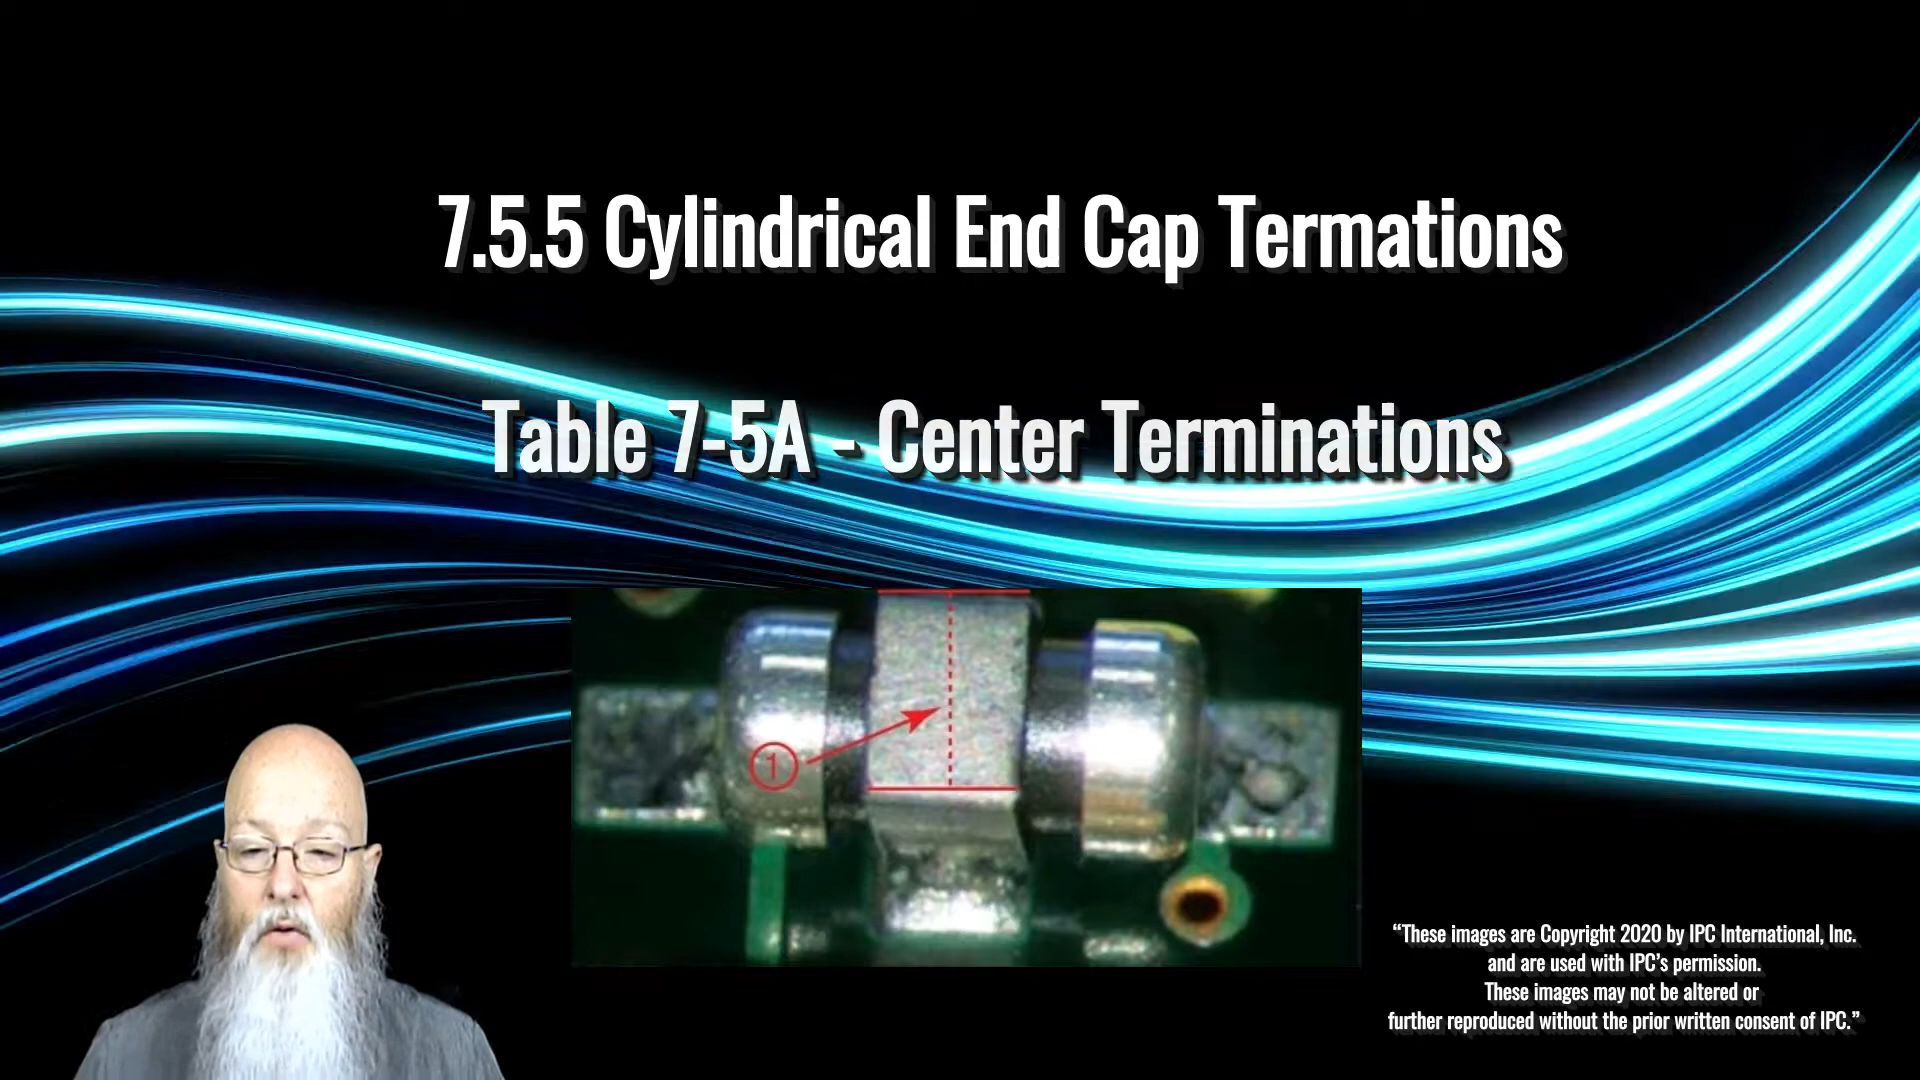 7.5.5 Cylindrical End Cap Termations
Table 7-5A - Center Terminations
1
“These images are Copyright 2020 by IPC International, Inc.
and are used with IPC’s permission.
These images may not be altered or
further reproduced without the prior written consent of IPC.”